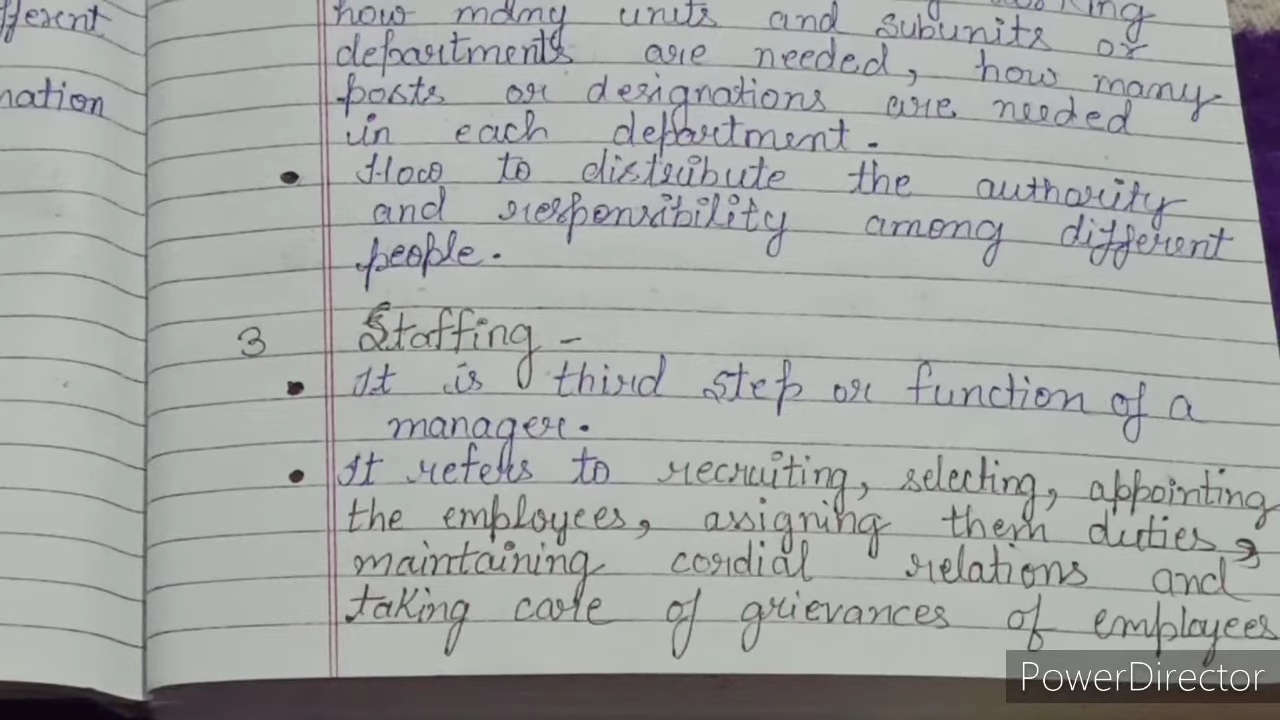 fferent
nation
how many units and subunits or
departments are needed, how many
posts or designations are needed
in each department.
• How to distribute the authority
and responsibility among different
people.
3 Staffing -
• It is third step or function of a
manager.
• It refers to recruiting, selecting, appointing
the employees, assigning them duties,
maintaining cordial relations and
taking care of grievances of employees
PowerDirector